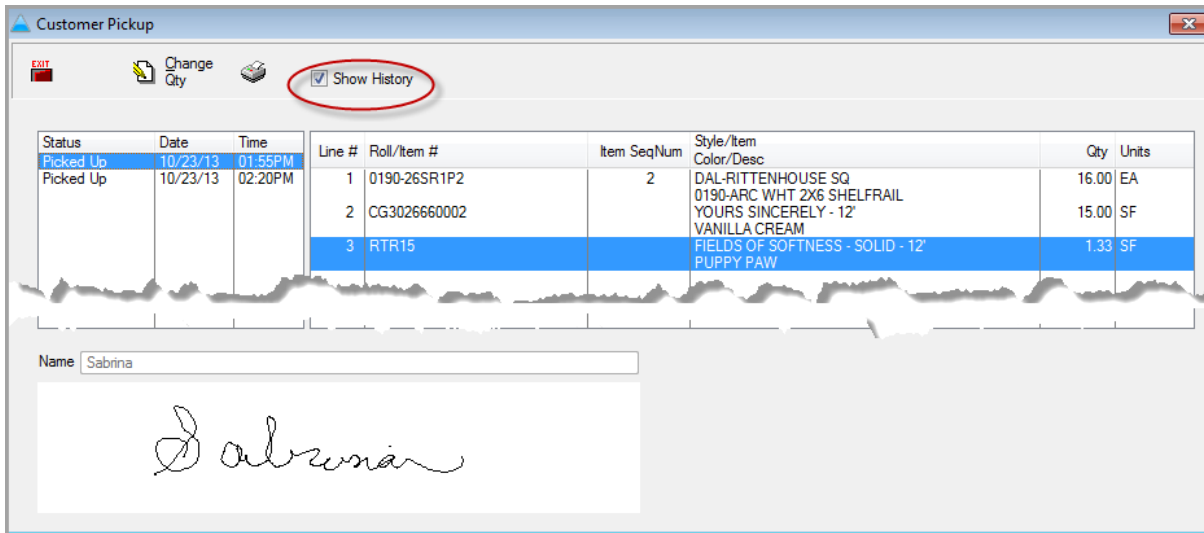 Customer Pickup
EXIT
Change
Qty
Show History
Status Date Time
Picked Up 10/23/13 01:55PM
Picked Up 10/23/13 02:20PM
Line # Roll/Item # Item SeqNum Style/Item Qty Units
Color/Desc
1 0190-26SR1P2 2 DAL-RITTENHOUSE SQ 16.00 EA
0190-ARC WHT 2X6 SHELFRAIL
2 CG3026660002 YOURS SINCERELY - 12' 15.00 SF
VANILLA CREAM
3 RTR15 FIELDS OF SOFTNESS - SOLID - 12' 1.33 SF
PUPPY PAW
Name Sabrina
Sabrina